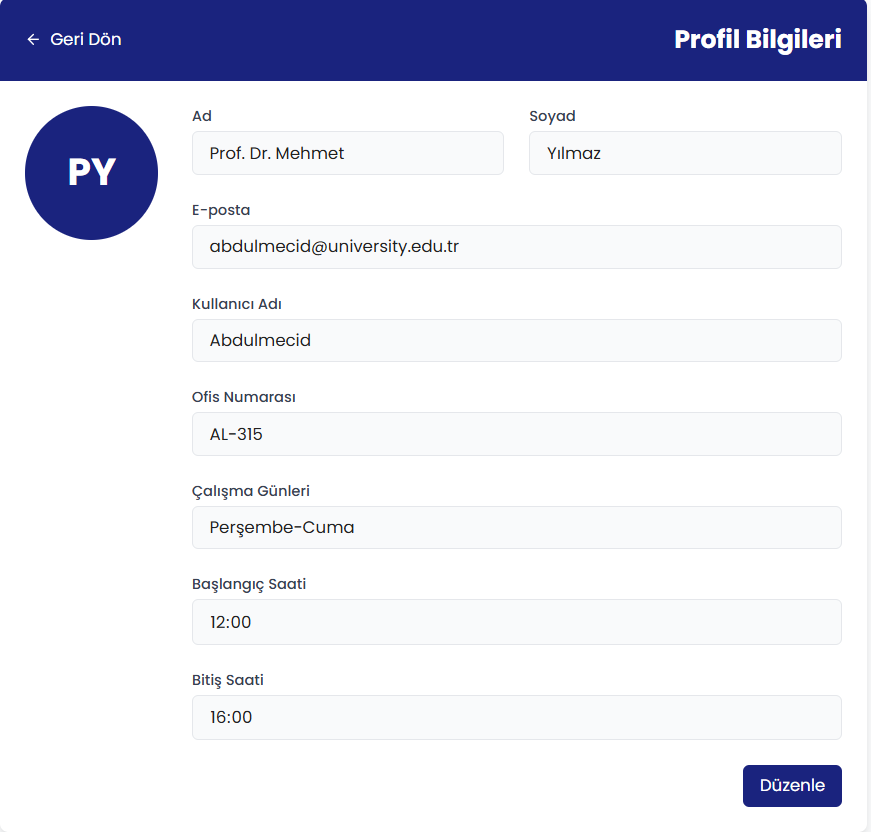 ← Geri Dön
Profil Bilgileri
PY
Ad
Soyad
Prof. Dr. Mehmet
Yılmaz
E-posta
abdulmecid@university.edu.tr
Kullanıcı Adı
Abdulmecid
Ofis Numarası
AL-315
Çalışma Günleri
Perşembe-Cuma
Başlangıç Saati
12:00
Bitiş Saati
16:00
Düzenle